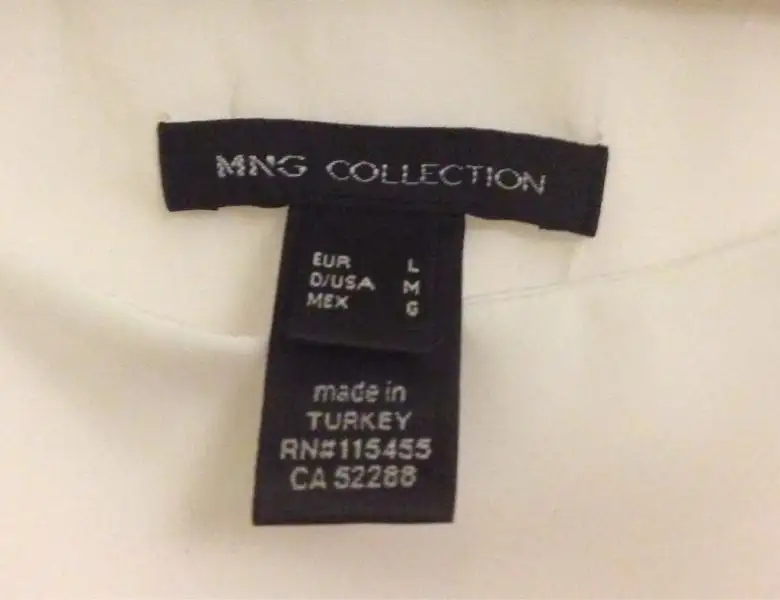 MNG COLLECTION
EUR L
D/USA M
MEX G
made in
TURKEY
RN#115455
CA 52288